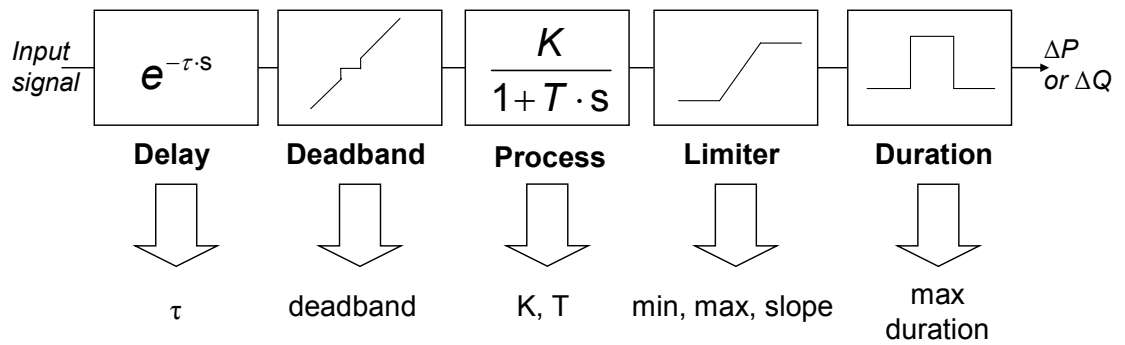 Input
signal
e^{-τ·s}
K
1+ T · s
ΔP
or ΔQ
Delay
Deadband
Process
Limiter
Duration
τ
deadband
K, T
min, max, slope
max
duration